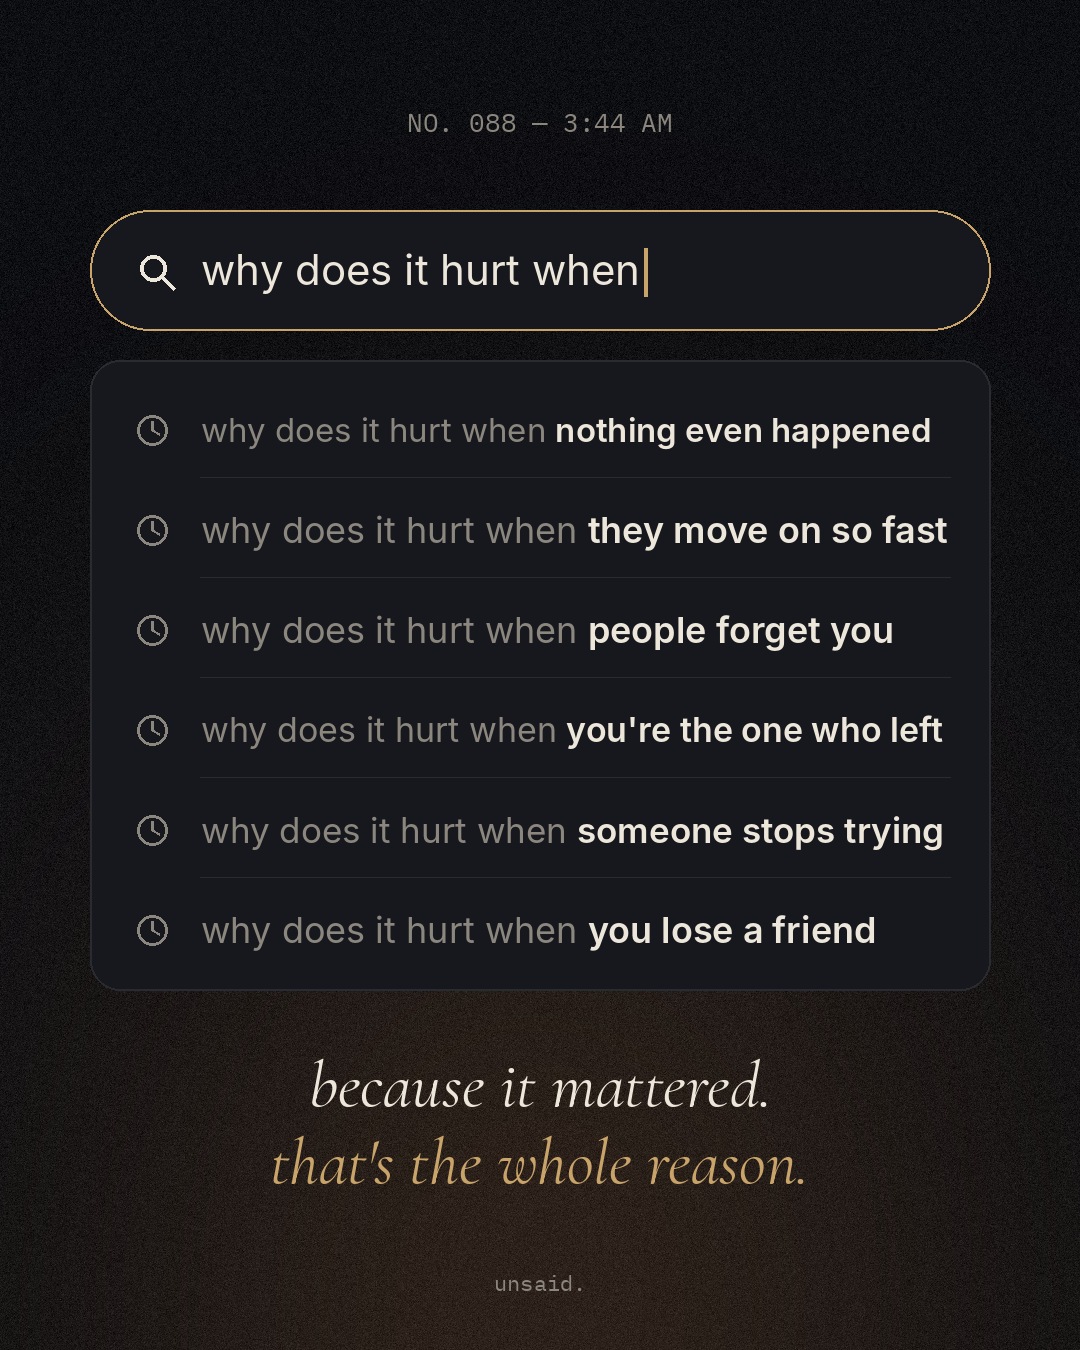 NO. 088 — 3:44 AM
why does it hurt when
why does it hurt when nothing even happened
why does it hurt when they move on so fast
why does it hurt when people forget you
why does it hurt when you're the one who left
why does it hurt when someone stops trying
why does it hurt when you lose a friend
because it mattered.
that's the whole reason.
unsaid.